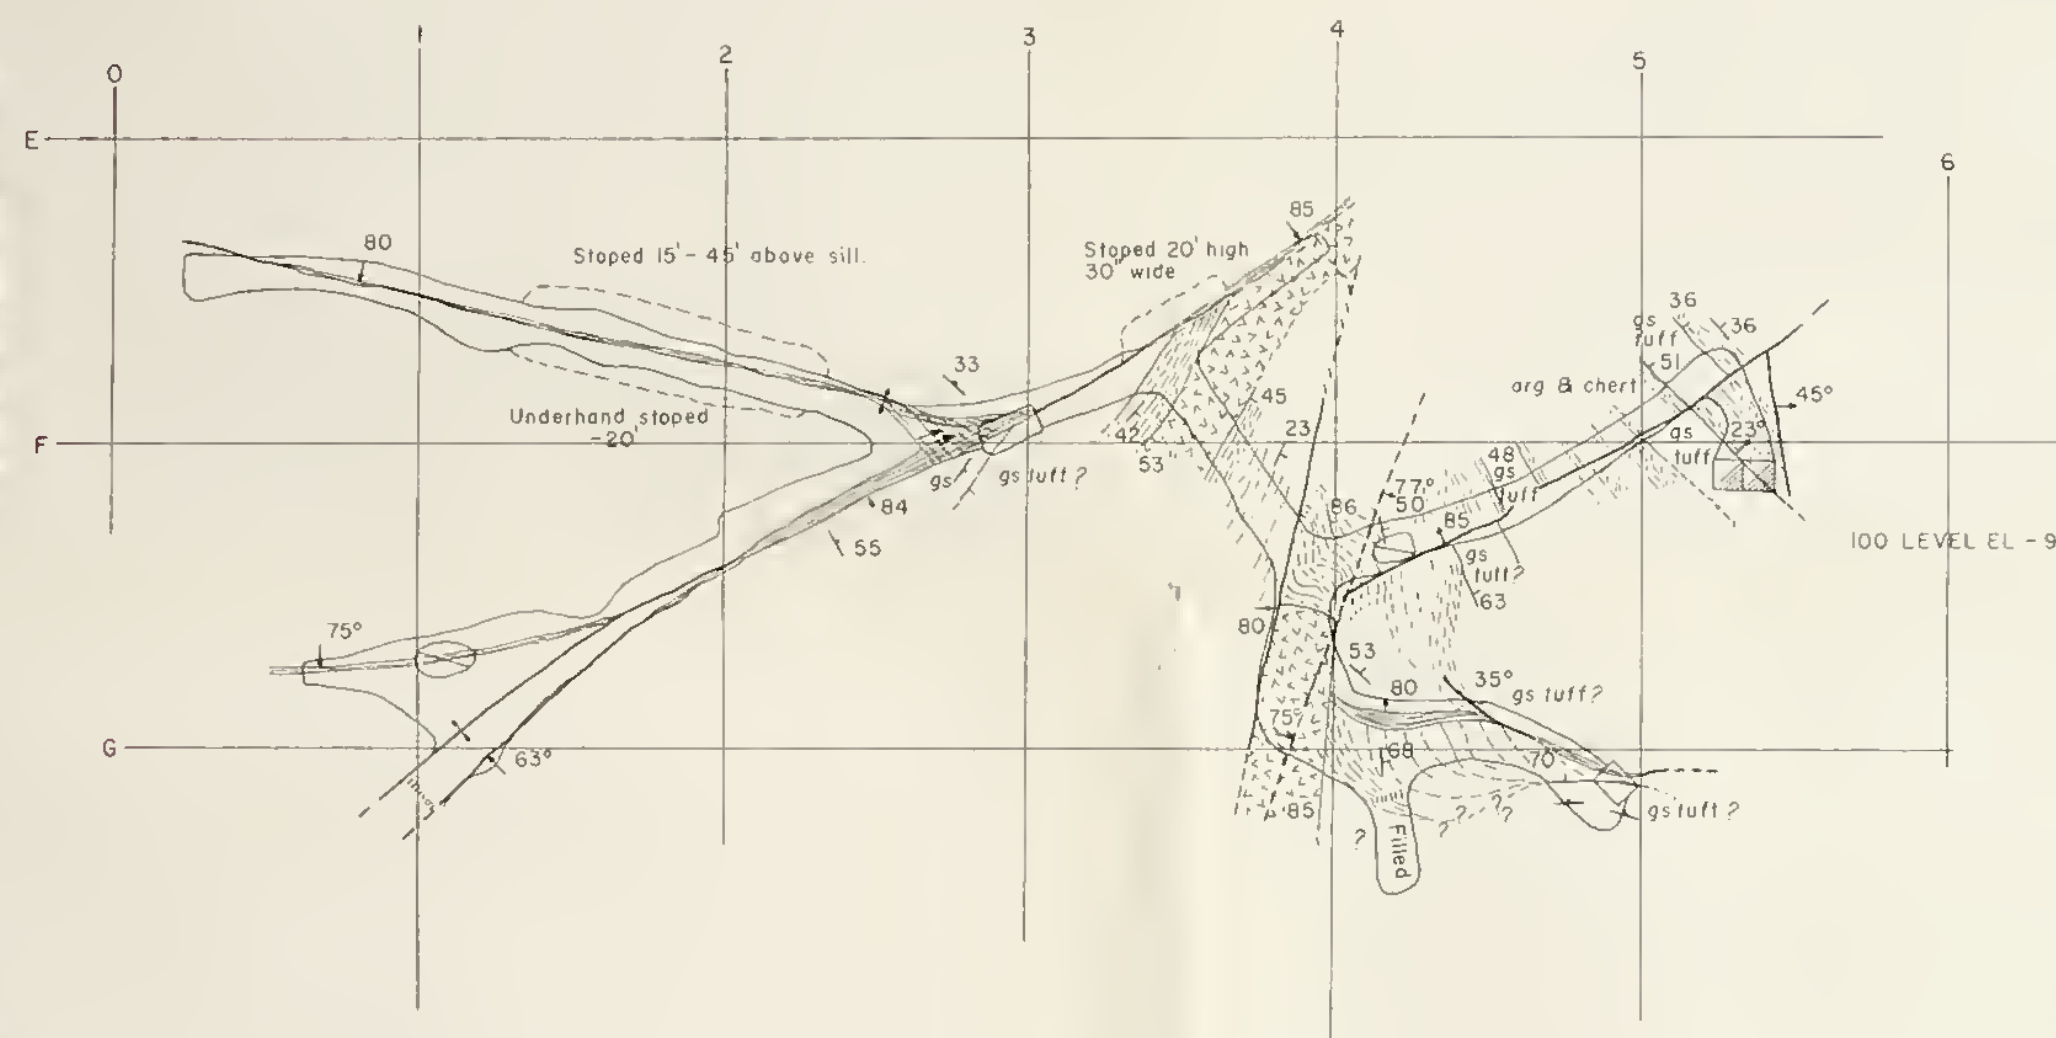 0
1
2
3
4
5
6
E
80
Stoped 15' - 45' above sill.
Stoped 20' high
30" wide
85
36
36
gs
tuff
51
33
arg & chert
45°
45
F
Underhand stoped
-20'
42
53
23
gs
tuff
23°
48
gs
tuff
gs
gs tuff ?
84
77°
50
86
85
55
100 LEVEL EL - 9
gs
tuff?
63
75°
80
53
80
35°
gs tuff?
G
63°
75°
68
70
85
?
?
?
?
?
gs tuft ?
Filled